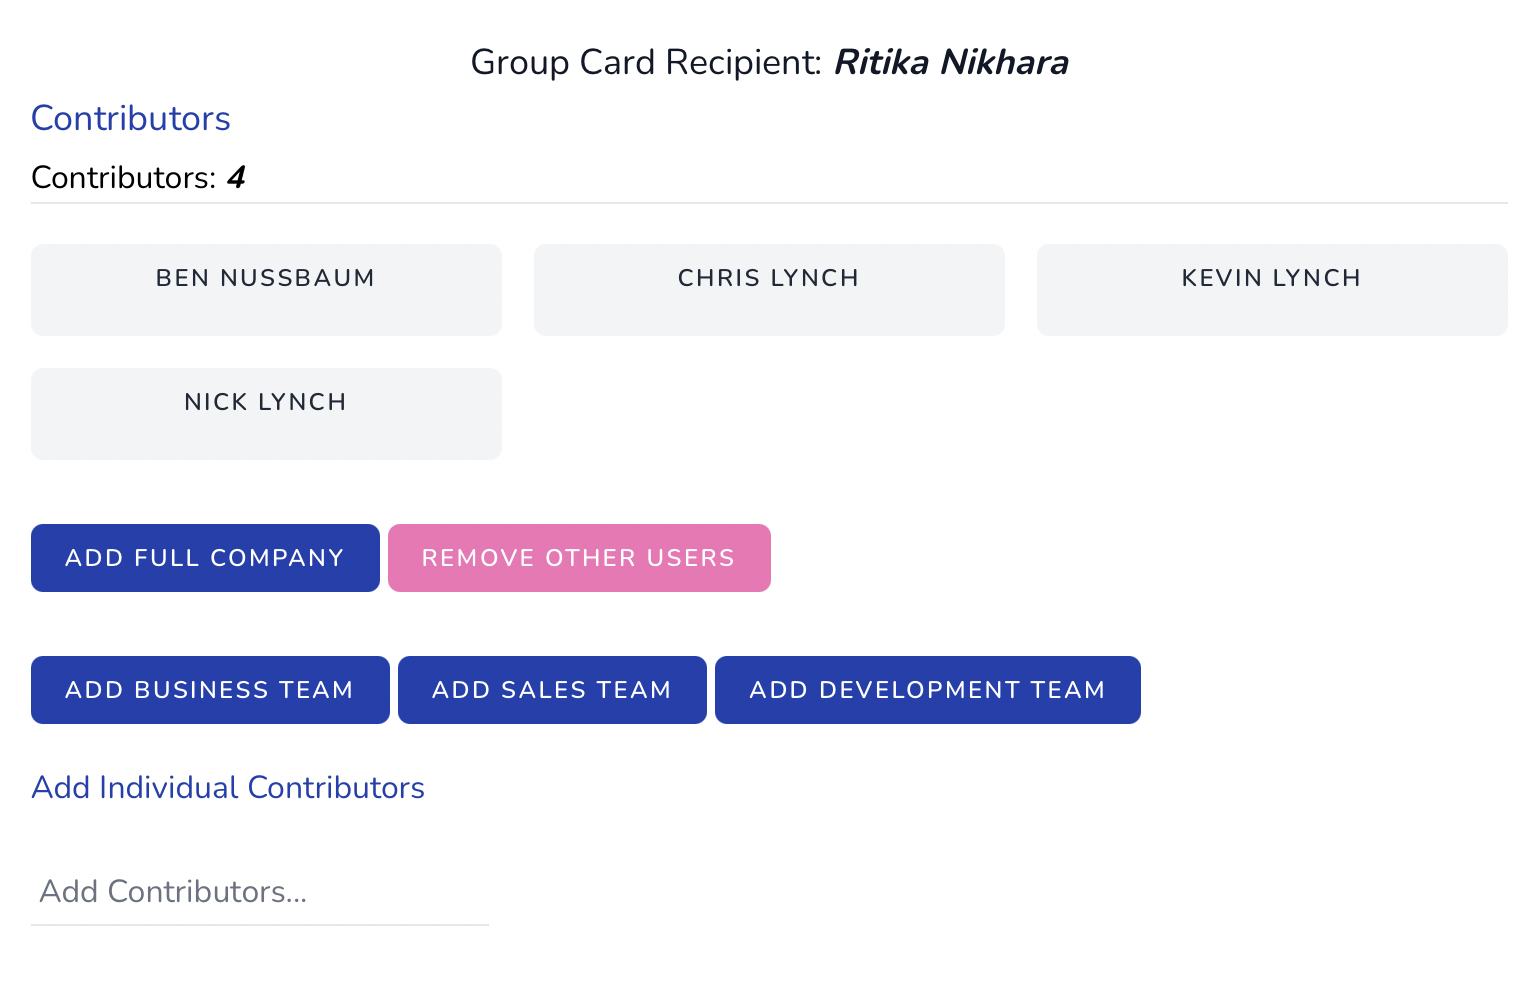 Group Card Recipient: Ritika Nikhara
Contributors
Contributors: 4
BEN NUSSBAUM
CHRIS LYNCH
KEVIN LYNCH
NICK LYNCH
ADD FULL COMPANY
REMOVE OTHER USERS
ADD BUSINESS TEAM
ADD SALES TEAM
ADD DEVELOPMENT TEAM
Add Individual Contributors
Add Contributors...